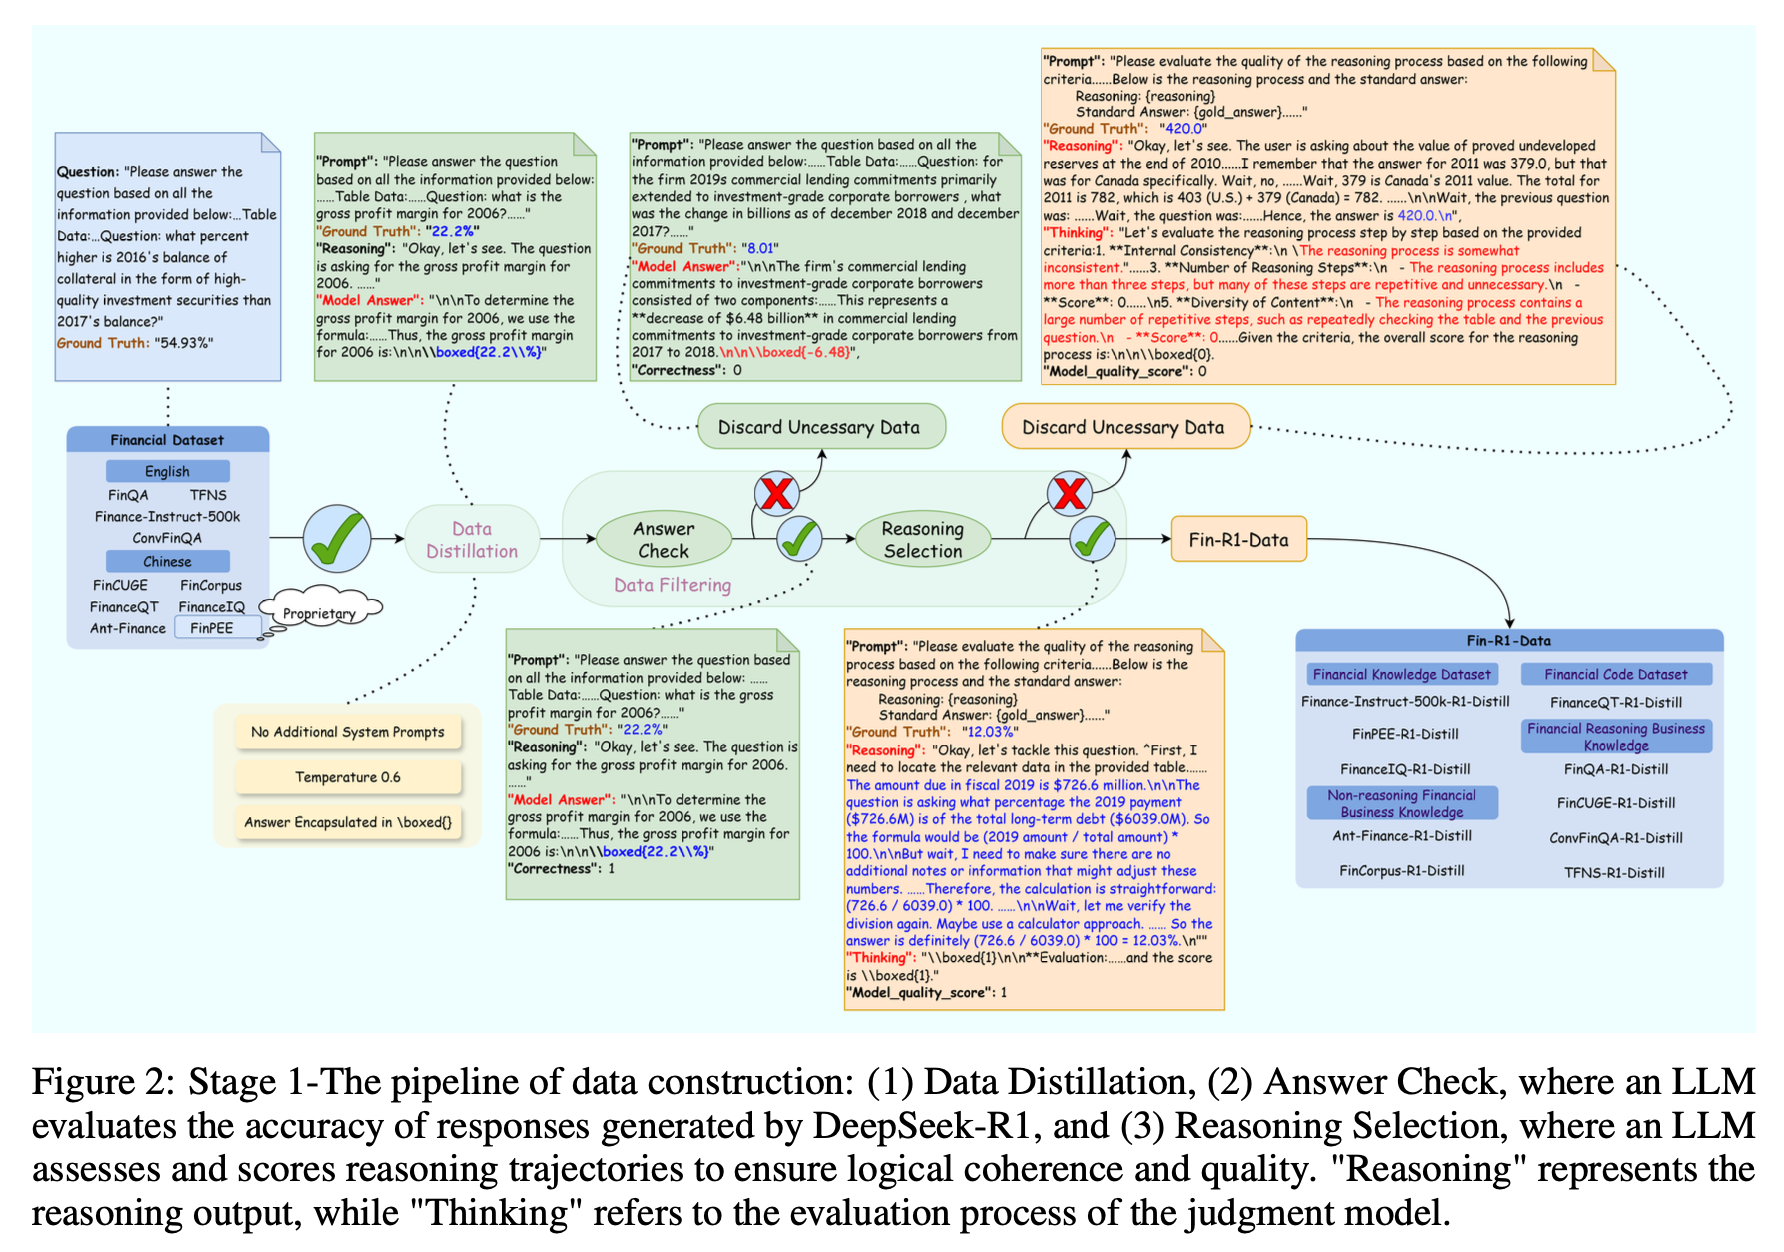 Question: "Please answer the
question based on all the
information provided below:...Table
Data:...Question: what percent
higher is 2016's balance of
collateral in the form of high-
quality investment securities than
2017's balance?"
Ground Truth: "54.93%"
"Prompt": "Please answer the question
based on all the information provided below:
......Table Data:......Question: what is the
gross profit margin for 2006?......"
"Ground Truth": "22.2%"
"Reasoning": "Okay, let's see. The question
is asking for the gross profit margin for
2006. ......"
"Model Answer": "\n\nTo determine the
gross profit margin for 2006, we use the
formula:......Thus, the gross profit margin
for 2006 is:\n\n\\boxed{22.2\\%}"
"Prompt": "Please answer the question based on all the
information provided below:......Table Data:......Question: for
the firm 2019s commercial lending commitments primarily
extended to investment-grade corporate borrowers , what
was the change in billions as of december 2018 and december
2017?......"
"Ground Truth": "8.01"
"Model Answer":"\n\nThe firm's commercial lending
commitments to investment-grade corporate borrowers
consisted of two components:......This represents a
**decrease of $6.48 billion** in commercial lending
commitments to investment-grade corporate borrowers from
2017 to 2018.\n\n\\boxed{-6.48}",
"Correctness": 0
"Prompt": "Please evaluate the quality of the reasoning process based on the following
criteria......Below is the reasoning process and the standard answer:
Reasoning: {reasoning}
Standard Answer: {gold_answer}......"
"Ground Truth": "420.0"
"Reasoning": "Okay, let's see. The user is asking about the value of proved undeveloped
reserves at the end of 2010......I remember that the answer for 2011 was 379.0, but that
was for Canada specifically. Wait, no, ......Wait, 379 is Canada's 2011 value. The total for
2011 is 782, which is 403 (U.S.) + 379 (Canada) = 782. ......\n\nWait, the previous question
was: ......Wait, the question was:......Hence, the answer is 420.0.\n",
"Thinking": "Let's evaluate the reasoning process step by step based on the provided
criteria:1. **Internal Consistency**:\n \The reasoning process is somewhat
inconsistent."......3. **Number of Reasoning Steps**:\n - The reasoning process includes
more than three steps, but many of these steps are repetitive and unnecessary.\n -
**Score**: 0......\n5. **Diversity of Content**:\n - The reasoning process contains a
large number of repetitive steps, such as repeatedly checking the table and the previous
question.\n - **Score**: 0......Given the criteria, the overall score for the reasoning
process is:\n\n\\boxed{0}.
"Model_quality_score": 0
Discard Uncessary Data
Discard Uncessary Data
Financial Dataset
English
FinQA TFNS
Finance-Instruct-500k
ConvFinQA
Chinese
FinCUGE FinCorpus
FinanceQT FinanceIQ
Ant-Finance FinPEE
Proprietary
Data
Distillation
Answer
Check
Reasoning
Selection
Data Filtering
Fin-R1-Data
No Additional System Prompts
Temperature 0.6
Answer Encapsulated in \boxed{}
"Prompt": "Please answer the question based
on all the information provided below: ......
Table Data:......Question: what is the gross
profit margin for 2006?......"
"Ground Truth": "22.2%"
"Reasoning": "Okay, let's see. The question is
asking for the gross profit margin for 2006.
......"
"Model Answer": "\n\nTo determine the
gross profit margin for 2006, we use the
formula:......Thus, the gross profit margin for
2006 is:\n\n\\boxed{22.2\\%}"
"Correctness": 1
"Prompt": "Please evaluate the quality of the reasoning
process based on the following criteria......Below is the
reasoning process and the standard answer:
Reasoning: {reasoning}
Standard Answer: {gold_answer}......"
"Ground Truth": "12.03%"
"Reasoning": "Okay, let's tackle this question. ^First, I
need to locate the relevant data in the provided table......
The amount due in fiscal 2019 is $726.6 million.\n\nThe
question is asking what percentage the 2019 payment
($726.6M) is of the total long-term debt ($6039.0M). So
the formula would be (2019 amount / total amount) *
100.\n\nBut wait, I need to make sure there are no
additional notes or information that might adjust these
numbers. ......Therefore, the calculation is straightforward:
(726.6 / 6039.0) * 100. ......\n\nWait, let me verify the
division again. Maybe use a calculator approach. ...... So the
answer is definitely (726.6 / 6039.0) * 100 = 12.03%.\n""
"Thinking": "\\boxed{1}\n\n**Evaluation:......and the score
is \\boxed{1}."
"Model_quality_score": 1
Fin-R1-Data
Financial Knowledge Dataset
Finance-Instruct-500k-R1-Distill
FinPEE-R1-Distill
FinanceIQ-R1-Distill
Non-reasoning Financial
Business Knowledge
Ant-Finance-R1-Distill
FinCorpus-R1-Distill
Financial Code Dataset
FinanceQT-R1-Distill
Financial Reasoning Business
Knowledge
FinQA-R1-Distill
FinCUGE-R1-Distill
ConvFinQA-R1-Distill
TFNS-R1-Distill
Figure 2: Stage 1-The pipeline of data construction: (1) Data Distillation, (2) Answer Check, where an LLM
evaluates the accuracy of responses generated by DeepSeek-R1, and (3) Reasoning Selection, where an LLM
assesses and scores reasoning trajectories to ensure logical coherence and quality. "Reasoning" represents the
reasoning output, while "Thinking" refers to the evaluation process of the judgment model.